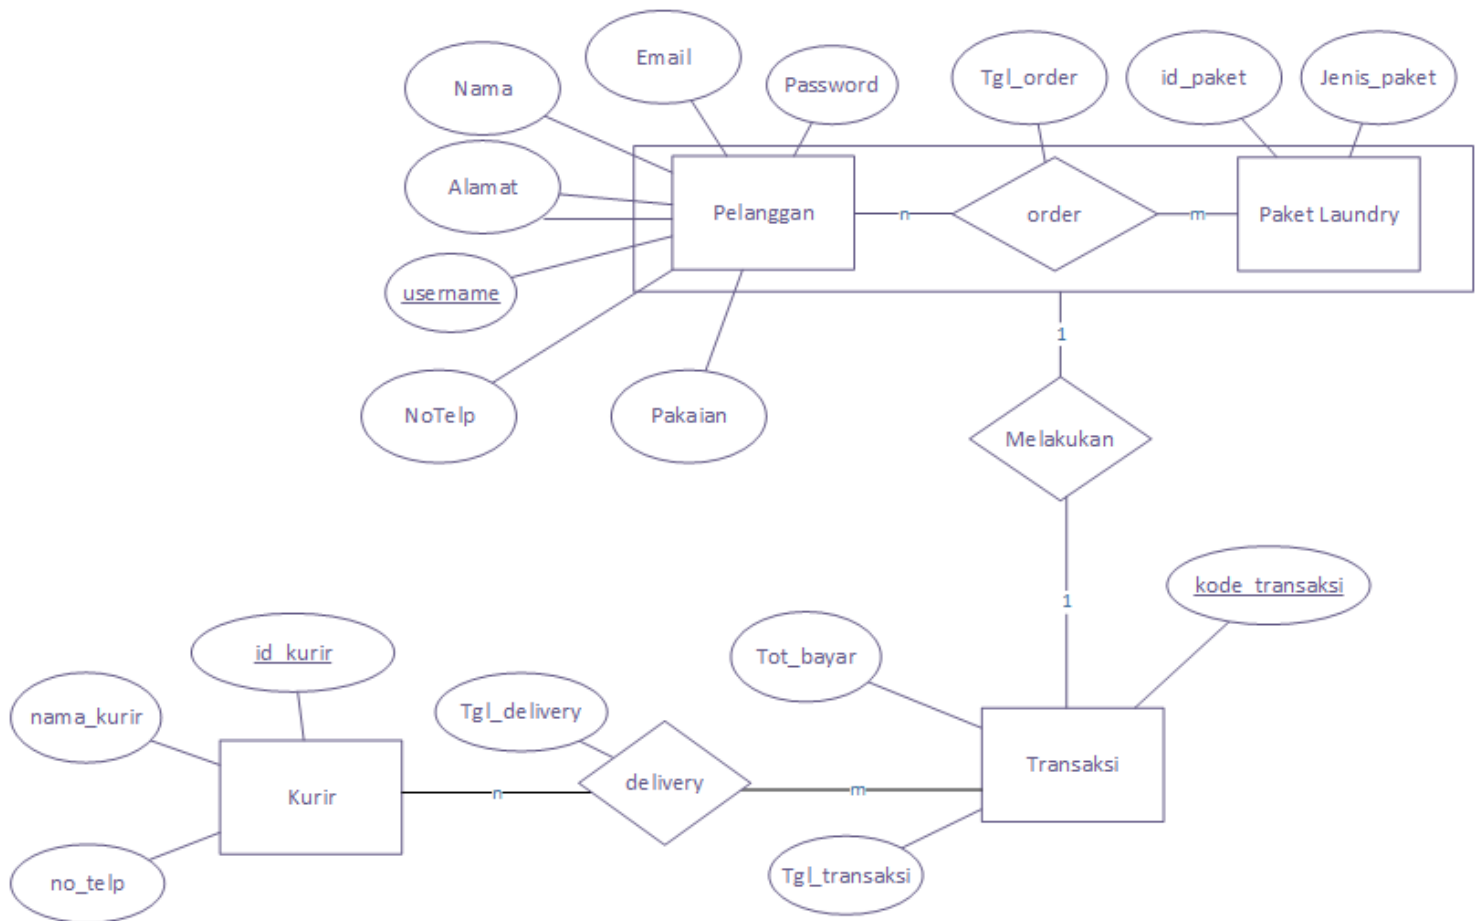 Email
Nama
Password
Tgl_order
id_paket
Jenis_paket
Alamat
Pelanggan
n
order
m
Paket Laundry
username
1
NoTelp
Pakaian
Melakukan
kode_transaksi
1
id_kurir
Tot_bayar
nama_kurir
Tgl_delivery
Transaksi
Kurir
n
delivery
m
no_telp
Tgl_transaksi